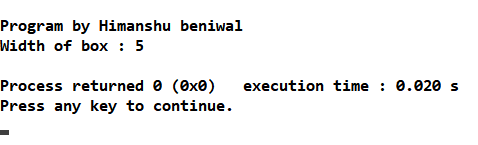 Program by Himanshu beniwal
Width of box : 5
Process returned 0 (0x0)   execution time : 0.020 s
Press any key to continue.